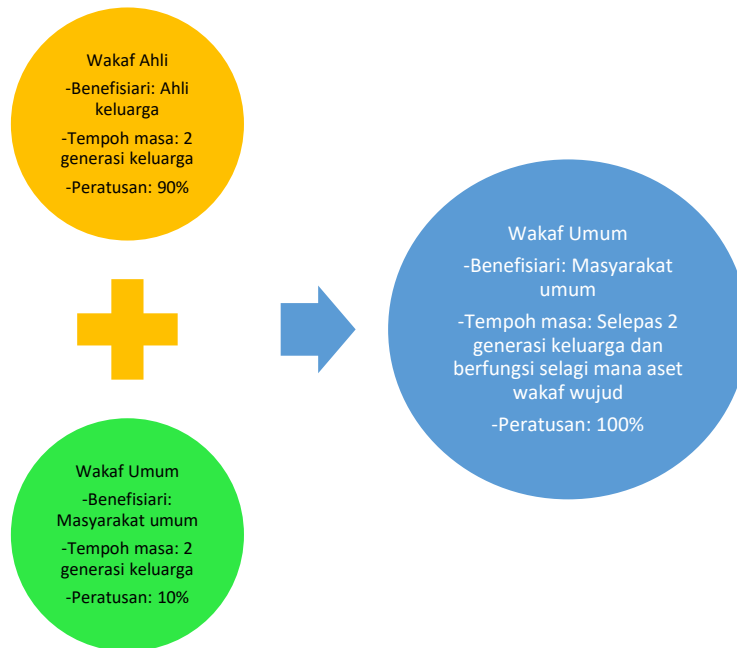 Wakaf Ahli
-Benefisiari: Ahli
keluarga
-Tempoh masa: 2
generasi keluarga
-Peratusan: 90%
Wakaf Umum
-Benefisiari:
Masyarakat umum
-Tempoh masa: 2
generasi keluarga
-Peratusan: 10%
Wakaf Umum
-Benefisiari: Masyarakat
umum
-Tempoh masa: Selepas 2
generasi keluarga dan
berfungsi selagi mana aset
wakaf wujud
-Peratusan: 100%